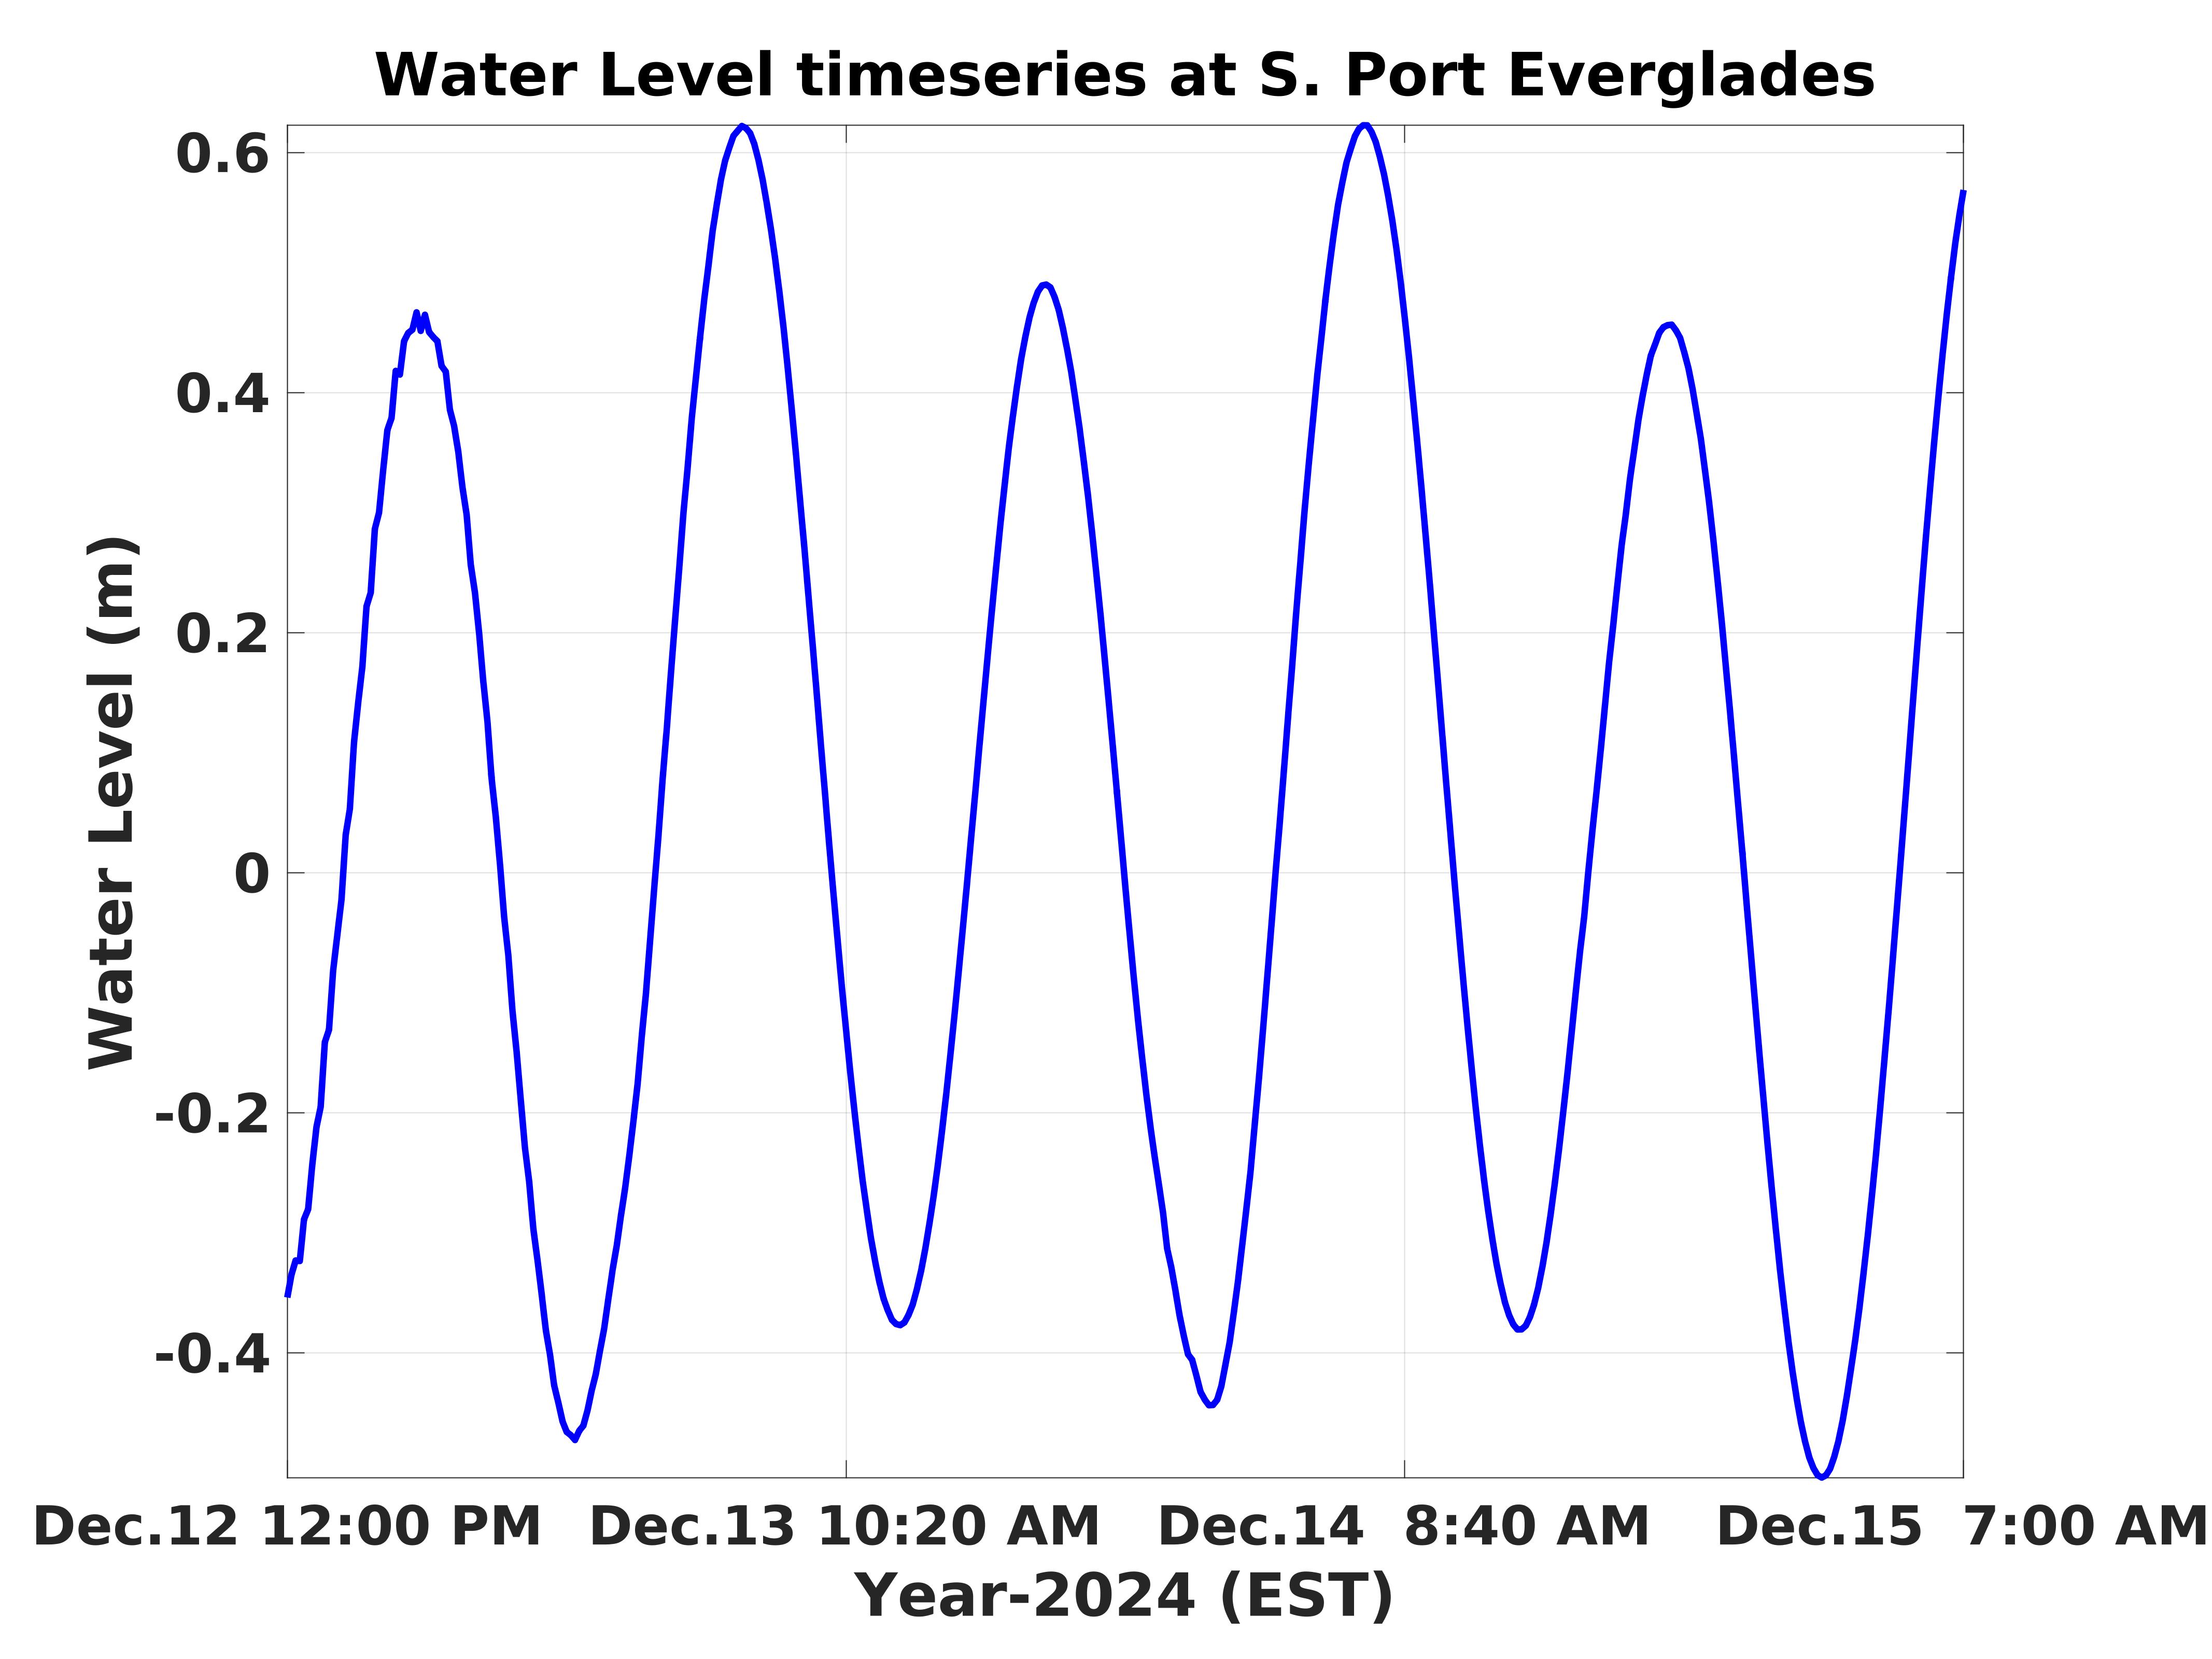 Water Level timeseries at S. Port Everglades
0.6
0.4
0.2
0
-0.2
-0.4
Water Level (m)
Dec.12 12:00 PM Dec.13 10:20 AM Dec.14 8:40 AM Dec.15 7:00 AM
Year-2024 (EST)